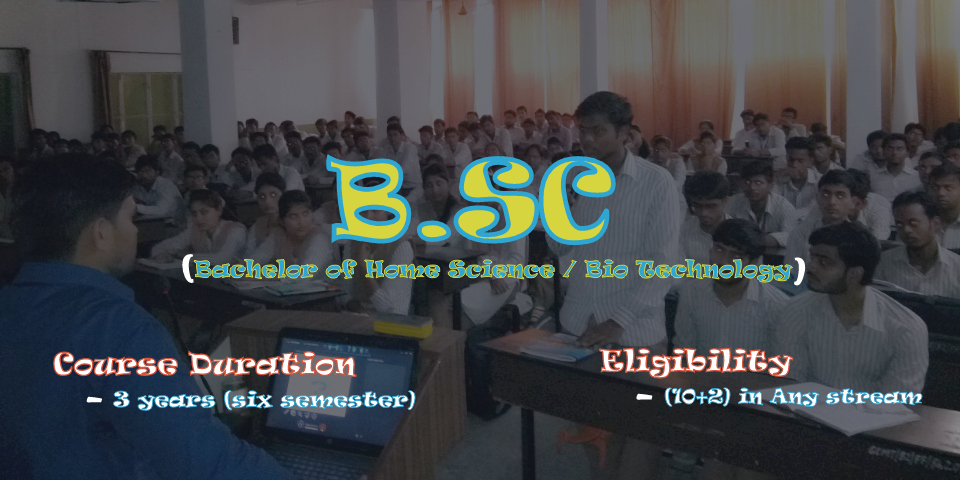 B.SC
(Bachelor of Home Science / Bio Technology)
Course Duration
- 3 years (six semester)
Eligibility
- (10+2) in Any stream